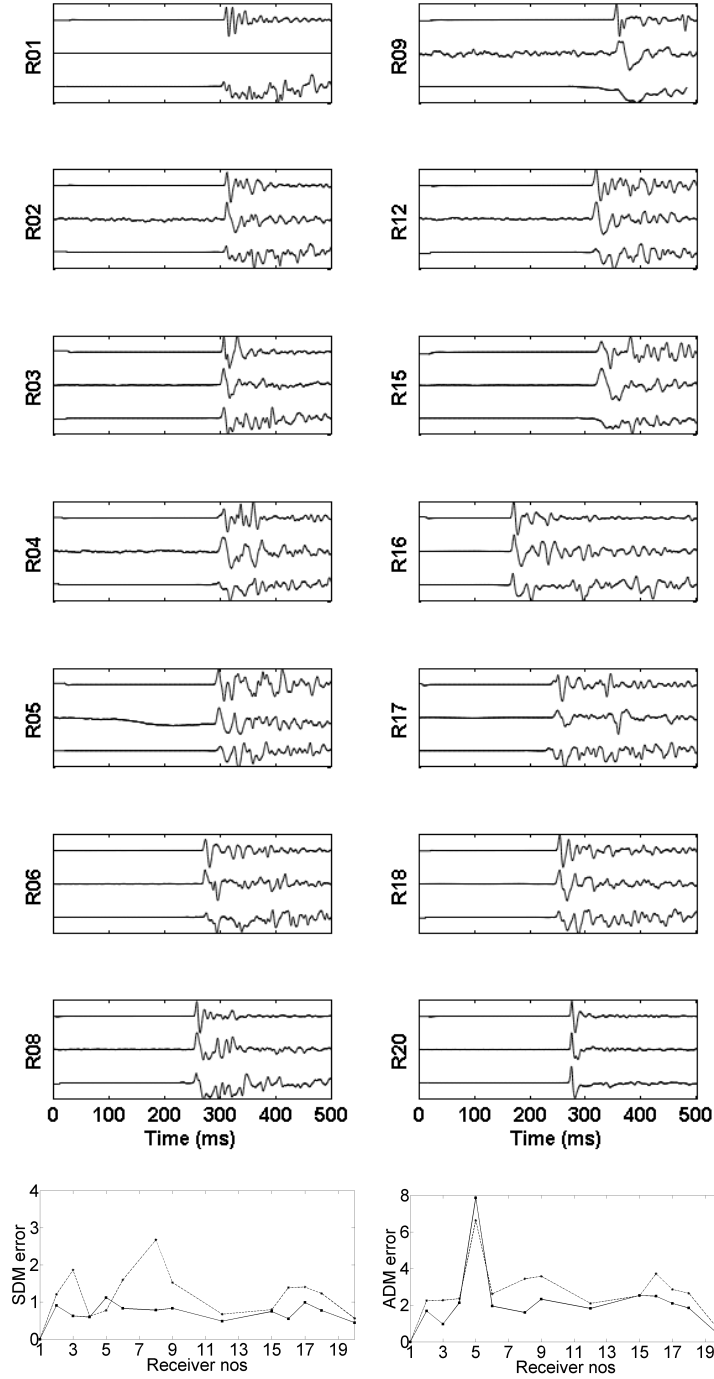 R01
R09
R02
R12
R03
R15
R04
R16
R05
R17
R06
R18
R08
R20
0 100 200 300 400 500
Time (ms)
0 100 200 300 400 500
Time (ms)
4
3
2
1
0
SDM error
1 3 5 7 9 11 13 15 17 19
Receiver nos
8
6
4
2
0
ADM error
1 3 5 7 9 11 13 15 17 19
Receiver nos